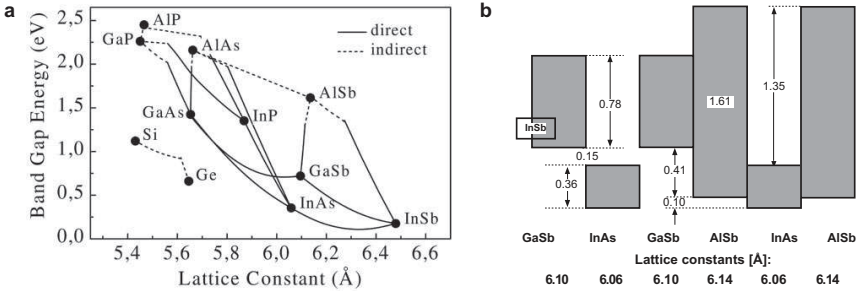 a
2,5
2,0
1,5
1,0
0,5
0,0
Band Gap Energy (eV)
AlP
GaP
AlAs
direct
indirect
AlSb
GaAs
InP
Si
Ge
GaSb
InAs
InSb
5,4 5,6 5,8 6,0 6,2 6,4 6,6
Lattice Constant (Å)
b
InSb
0.78
0.15
0.36
0.41
0.10
1.61
1.35
GaSb InAs GaSb AlSb InAs AlSb
Lattice constants [Å]:
6.10 6.06 6.10 6.14 6.06 6.14